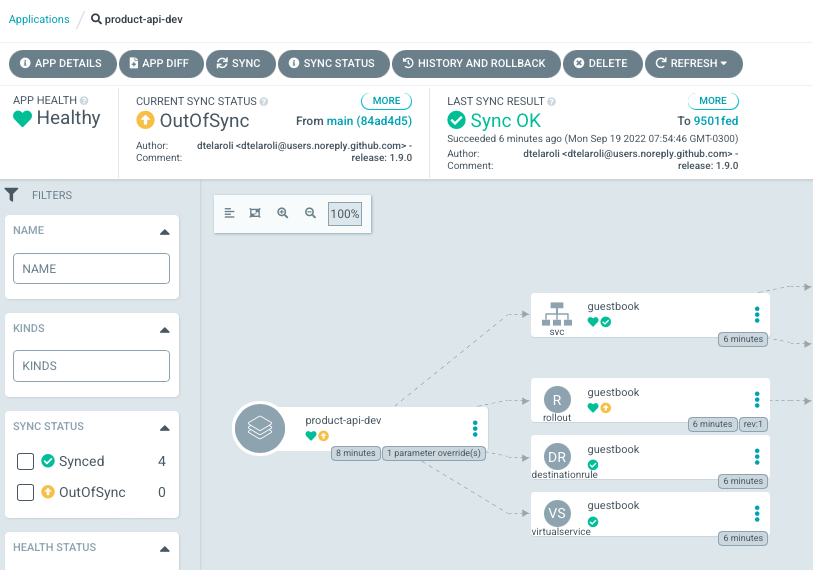 Applications / product-api-dev
APP DETAILS APP DIFF SYNC SYNC STATUS HISTORY AND ROLLBACK DELETE REFRESH
APP HEALTH
Healthy
CURRENT SYNC STATUS MORE
OutOfSync From main (84ad4d5)
Author: dtelaroli <dtelaroli@users.noreply.github.com> -
Comment: release: 1.9.0
LAST SYNC RESULT MORE
Sync OK To 9501fed
Succeeded 6 minutes ago (Mon Sep 19 2022 07:54:46 GMT-0300)
Author: dtelaroli <dtelaroli@users.noreply.github.com> -
Comment: release: 1.9.0
FILTERS
NAME
NAME
KINDS
KINDS
SYNC STATUS
Synced 4
OutOfSync 0
HEALTH STATUS
100%
product-api-dev
8 minutes 1 parameter override(s)
guestbook
svc
6 minutes
guestbook
R
rollout
6 minutes rev:1
guestbook
DR
destinationrule
6 minutes
guestbook
VS
virtualservice
6 minutes